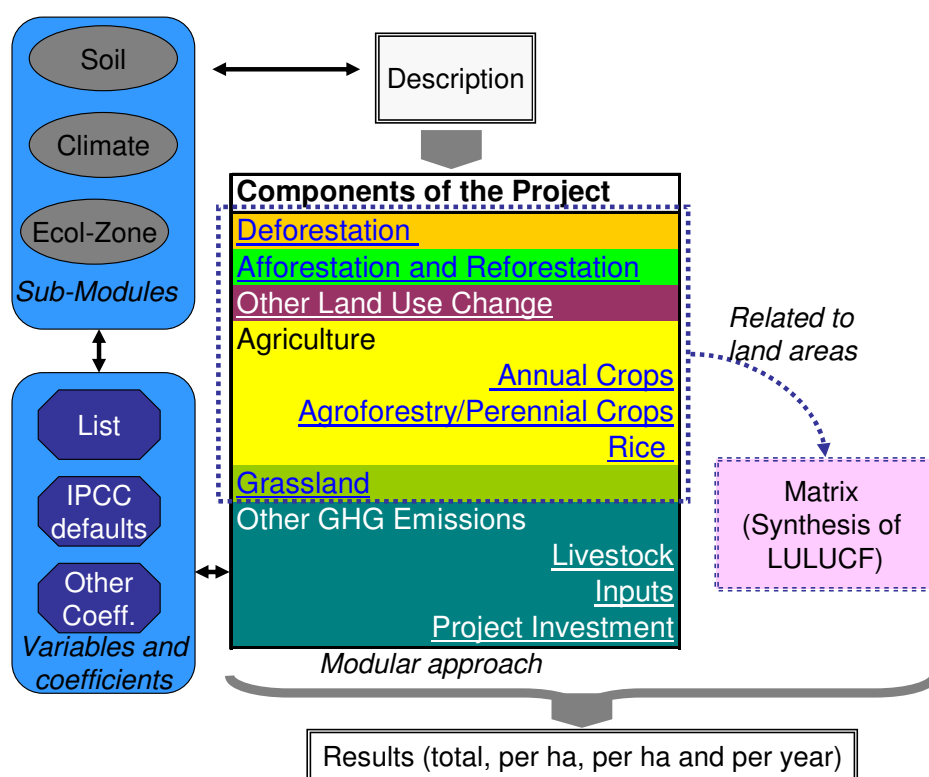 Soil
Climate
Ecol-Zone
Sub-Modules
List
IPCC
defaults
Other
Coeff.
Variables and
coefficients
Description
Components of the Project
Deforestation
Afforestation and Reforestation
Other Land Use Change
Agriculture
Annual Crops
Agroforestry/Perennial Crops
Rice
Grassland
Other GHG Emissions
Livestock
Inputs
Project Investment
Modular approach
Related to
land areas
Matrix
(Synthesis of
LULUCF)
Results (total, per ha, per ha and per year)